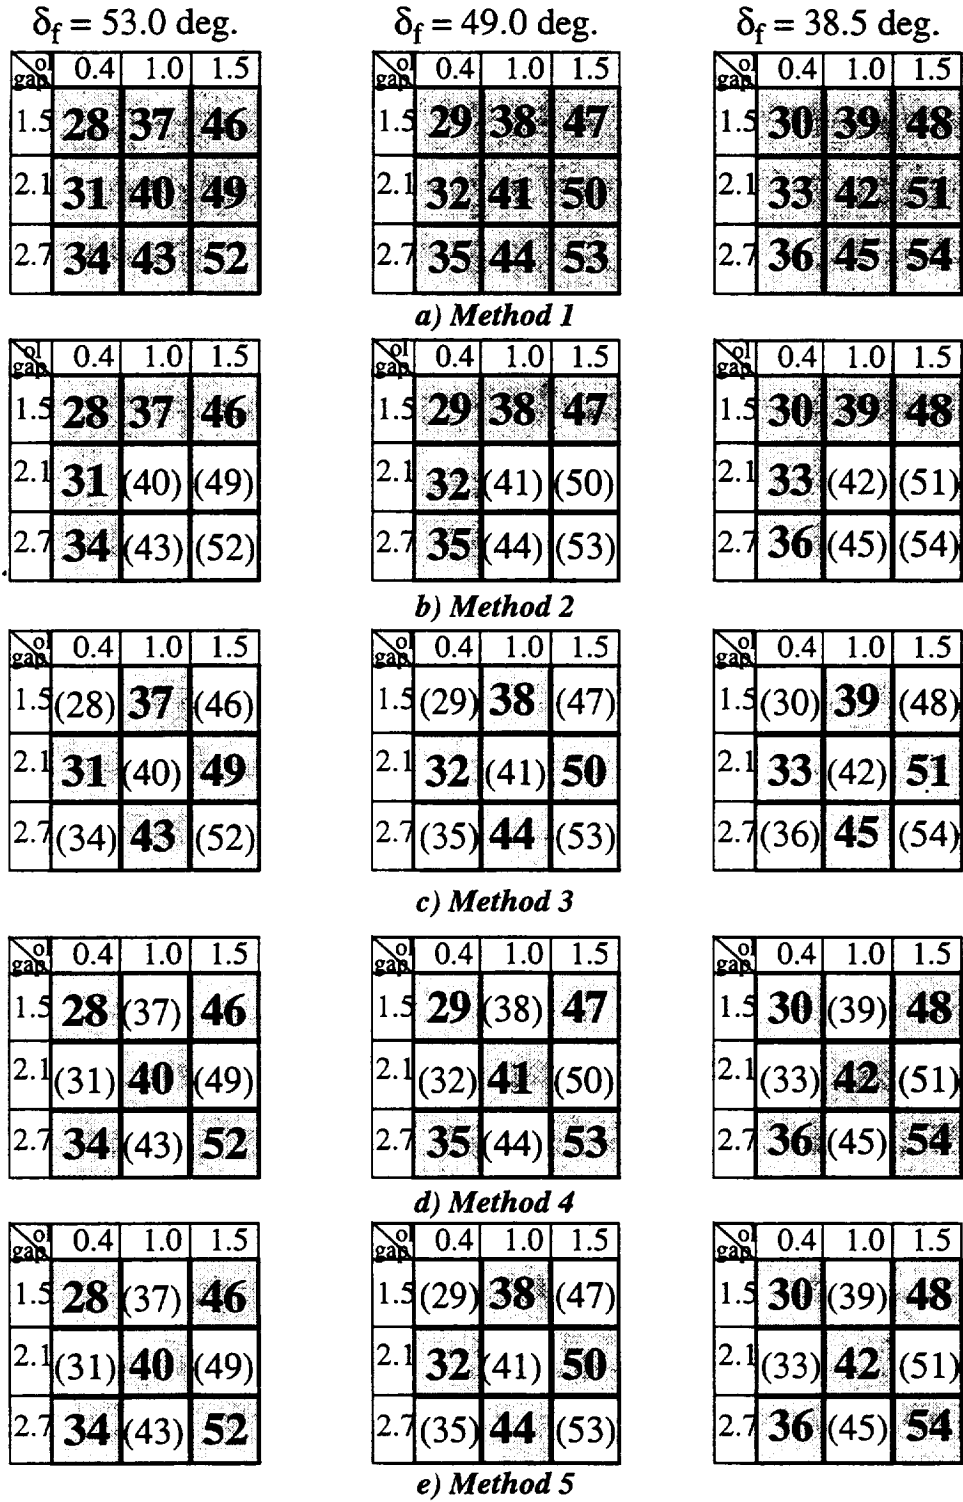 δf = 53.0 deg. δf = 49.0 deg. δf = 38.5 deg.
ol gap 0.4 1.0 1.5 ol gap 0.4 1.0 1.5 ol gap 0.4 1.0 1.5
1.5 28 37 46 1.5 29 38 47 1.5 30 39 48
2.1 31 40 49 2.1 32 41 50 2.1 33 42 51
2.7 34 43 52 2.7 35 44 53 2.7 36 45 54
a) Method 1
ol gap 0.4 1.0 1.5 ol gap 0.4 1.0 1.5 ol gap 0.4 1.0 1.5
1.5 28 37 46 1.5 29 38 47 1.5 30 39 48
2.1 31 (40) (49) 2.1 32 (41) (50) 2.1 33 (42) (51)
2.7 34 (43) (52) 2.7 35 (44) (53) 2.7 36 (45) (54)
b) Method 2
ol gap 0.4 1.0 1.5 ol gap 0.4 1.0 1.5 ol gap 0.4 1.0 1.5
1.5 (28) 37 (46) 1.5 (29) 38 (47) 1.5 (30) 39 (48)
2.1 31 (40) 49 2.1 32 (41) 50 2.1 33 (42) 51
2.7 (34) 43 (52) 2.7 (35) 44 (53) 2.7 (36) 45 (54)
c) Method 3
ol gap 0.4 1.0 1.5 ol gap 0.4 1.0 1.5 ol gap 0.4 1.0 1.5
1.5 28 (37) 46 1.5 29 (38) 47 1.5 30 (39) 48
2.1 (31) 40 (49) 2.1 (32) 41 (50) 2.1 (33) 42 (51)
2.7 34 (43) 52 2.7 35 (44) 53 2.7 36 (45) 54
d) Method 4
ol gap 0.4 1.0 1.5 ol gap 0.4 1.0 1.5 ol gap 0.4 1.0 1.5
1.5 28 (37) 46 1.5 (29) 38 (47) 1.5 30 (39) 48
2.1 (31) 40 (49) 2.1 32 (41) 50 2.1 (33) 42 (51)
2.7 34 (43) 52 2.7 (35) 44 (53) 2.7 36 (45) 54
e) Method 5